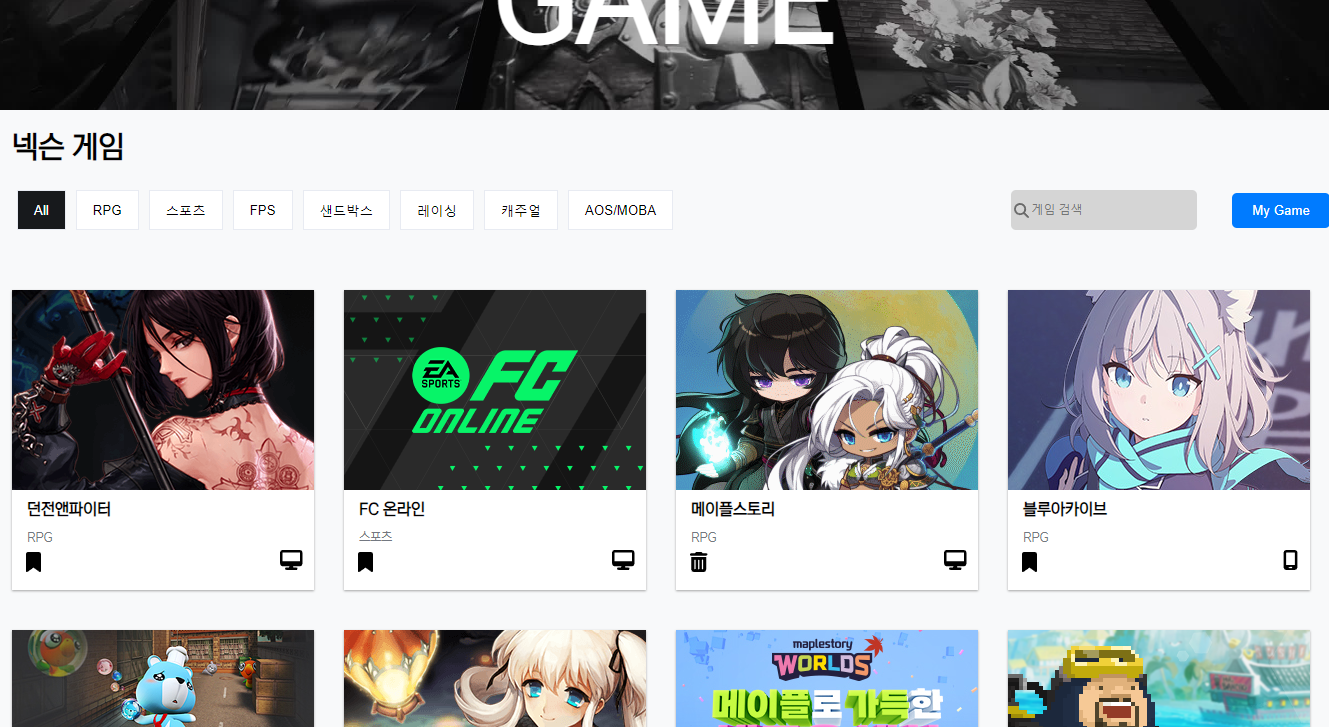 GAME
넥슨 게임
All
RPG
스포츠
FPS
샌드박스
레이싱
캐주얼
AOS/MOBA
게임 검색
My Game
EA
SPORTS
FC
ONLINE
던전앤파이터
RPG
FC 온라인
스포츠
메이플스토리
RPG
블루아카이브
RPG
maplestory
WORLDS
메이플로 가득한